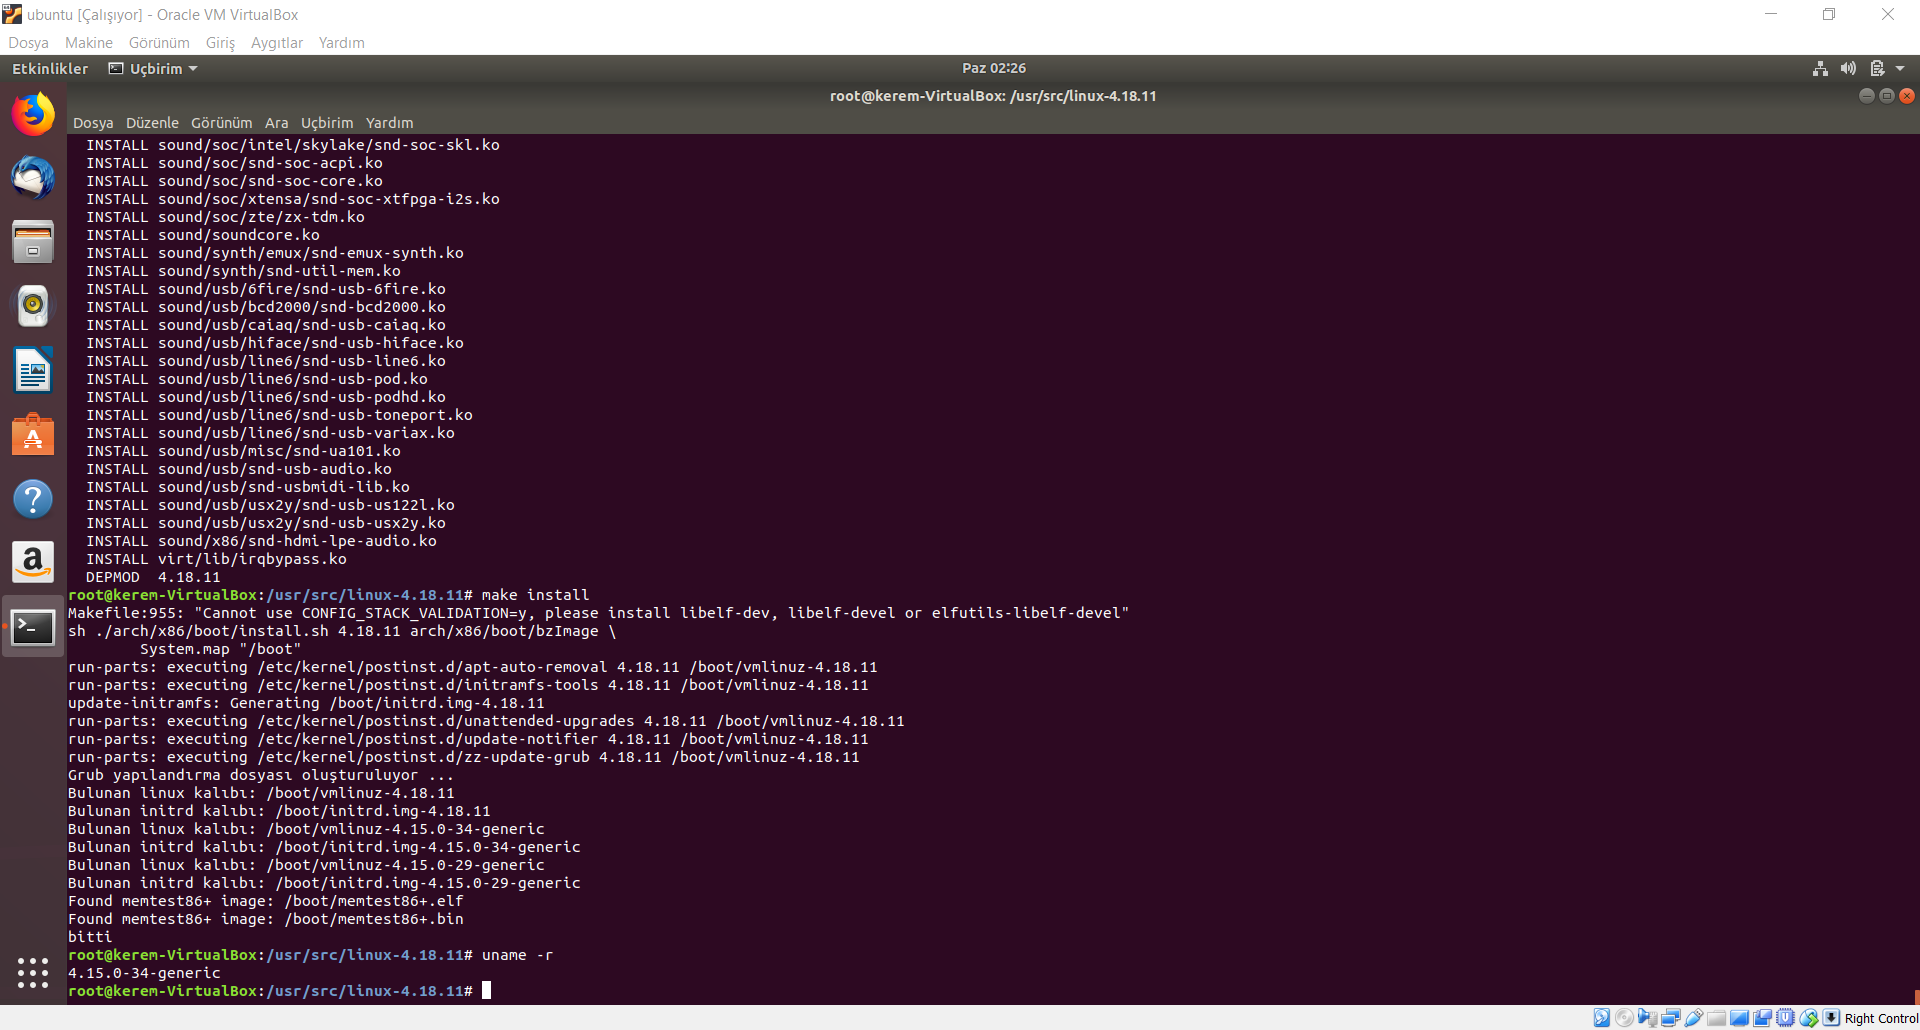 ubuntu [Çalışıyor] - Oracle VM VirtualBox
Dosya Makine Görünüm Giriş Aygıtlar Yardım
Etkinlikler Uçbirim Paz 02:26
root@kerem-VirtualBox: /usr/src/linux-4.18.11
Dosya Düzenle Görünüm Ara Uçbirim Yardım
INSTALL sound/soc/intel/skylake/snd-soc-skl.ko
INSTALL sound/soc/snd-soc-acpi.ko
INSTALL sound/soc/snd-soc-core.ko
INSTALL sound/soc/xtensa/snd-soc-xtfpga-i2s.ko
INSTALL sound/soc/zte/zx-tdm.ko
INSTALL sound/soundcore.ko
INSTALL sound/synth/emux/snd-emux-synth.ko
INSTALL sound/synth/snd-util-mem.ko
INSTALL sound/usb/6fire/snd-usb-6fire.ko
INSTALL sound/usb/bcd2000/snd-bcd2000.ko
INSTALL sound/usb/caiaq/snd-usb-caiaq.ko
INSTALL sound/usb/hiface/snd-usb-hiface.ko
INSTALL sound/usb/line6/snd-usb-line6.ko
INSTALL sound/usb/line6/snd-usb-pod.ko
INSTALL sound/usb/line6/snd-usb-podhd.ko
INSTALL sound/usb/line6/snd-usb-toneport.ko
INSTALL sound/usb/line6/snd-usb-variax.ko
INSTALL sound/usb/misc/snd-ua101.ko
INSTALL sound/usb/snd-usb-audio.ko
INSTALL sound/usb/snd-usbmidi-lib.ko
INSTALL sound/usb/usx2y/snd-usb-us122l.ko
INSTALL sound/usb/usx2y/snd-usb-usx2y.ko
INSTALL sound/x86/snd-hdmi-lpe-audio.ko
INSTALL virt/lib/irqbypass.ko
DEPMOD 4.18.11
root@kerem-VirtualBox:/usr/src/linux-4.18.11# make install
Makefile:955: "Cannot use CONFIG_STACK_VALIDATION=y, please install libelf-dev, libelf-devel or elfutils-libelf-devel"
sh ./arch/x86/boot/install.sh 4.18.11 arch/x86/boot/bzImage \
System.map "/boot"
run-parts: executing /etc/kernel/postinst.d/apt-auto-removal 4.18.11 /boot/vmlinuz-4.18.11
run-parts: executing /etc/kernel/postinst.d/initramfs-tools 4.18.11 /boot/vmlinuz-4.18.11
update-initramfs: Generating /boot/initrd.img-4.18.11
run-parts: executing /etc/kernel/postinst.d/unattended-upgrades 4.18.11 /boot/vmlinuz-4.18.11
run-parts: executing /etc/kernel/postinst.d/update-notifier 4.18.11 /boot/vmlinuz-4.18.11
run-parts: executing /etc/kernel/postinst.d/zz-update-grub 4.18.11 /boot/vmlinuz-4.18.11
Grub yapılandırma dosyası oluşturuluyor ...
Bulunan linux kalıbı: /boot/vmlinuz-4.18.11
Bulunan initrd kalıbı: /boot/initrd.img-4.18.11
Bulunan linux kalıbı: /boot/vmlinuz-4.15.0-34-generic
Bulunan initrd kalıbı: /boot/initrd.img-4.15.0-34-generic
Bulunan linux kalıbı: /boot/vmlinuz-4.15.0-29-generic
Bulunan initrd kalıbı: /boot/initrd.img-4.15.0-29-generic
Found memtest86+ image: /boot/memtest86+.elf
Found memtest86+ image: /boot/memtest86+.bin
bitti
root@kerem-VirtualBox:/usr/src/linux-4.18.11# uname -r
4.15.0-34-generic
root@kerem-VirtualBox:/usr/src/linux-4.18.11#
Right Control